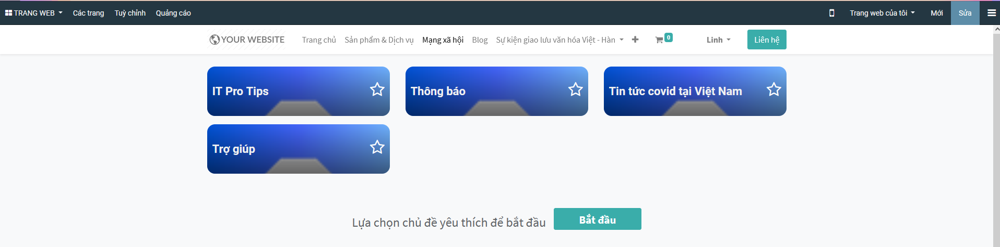 TRANG WEB Các trang Tuỳ chỉnh Quảng cáo Trang web của tôi Mới Sửa
YOUR WEBSITE Trang chủ Sản phẩm & Dịch vụ Mạng xã hội Blog Sự kiện giao lưu văn hóa Việt - Hàn 0 Linh Liên hệ
IT Pro Tips Thông báo Tin tức covid tại Việt Nam
Trợ giúp
Lựa chọn chủ đề yêu thích để bắt đầu Bắt đầu